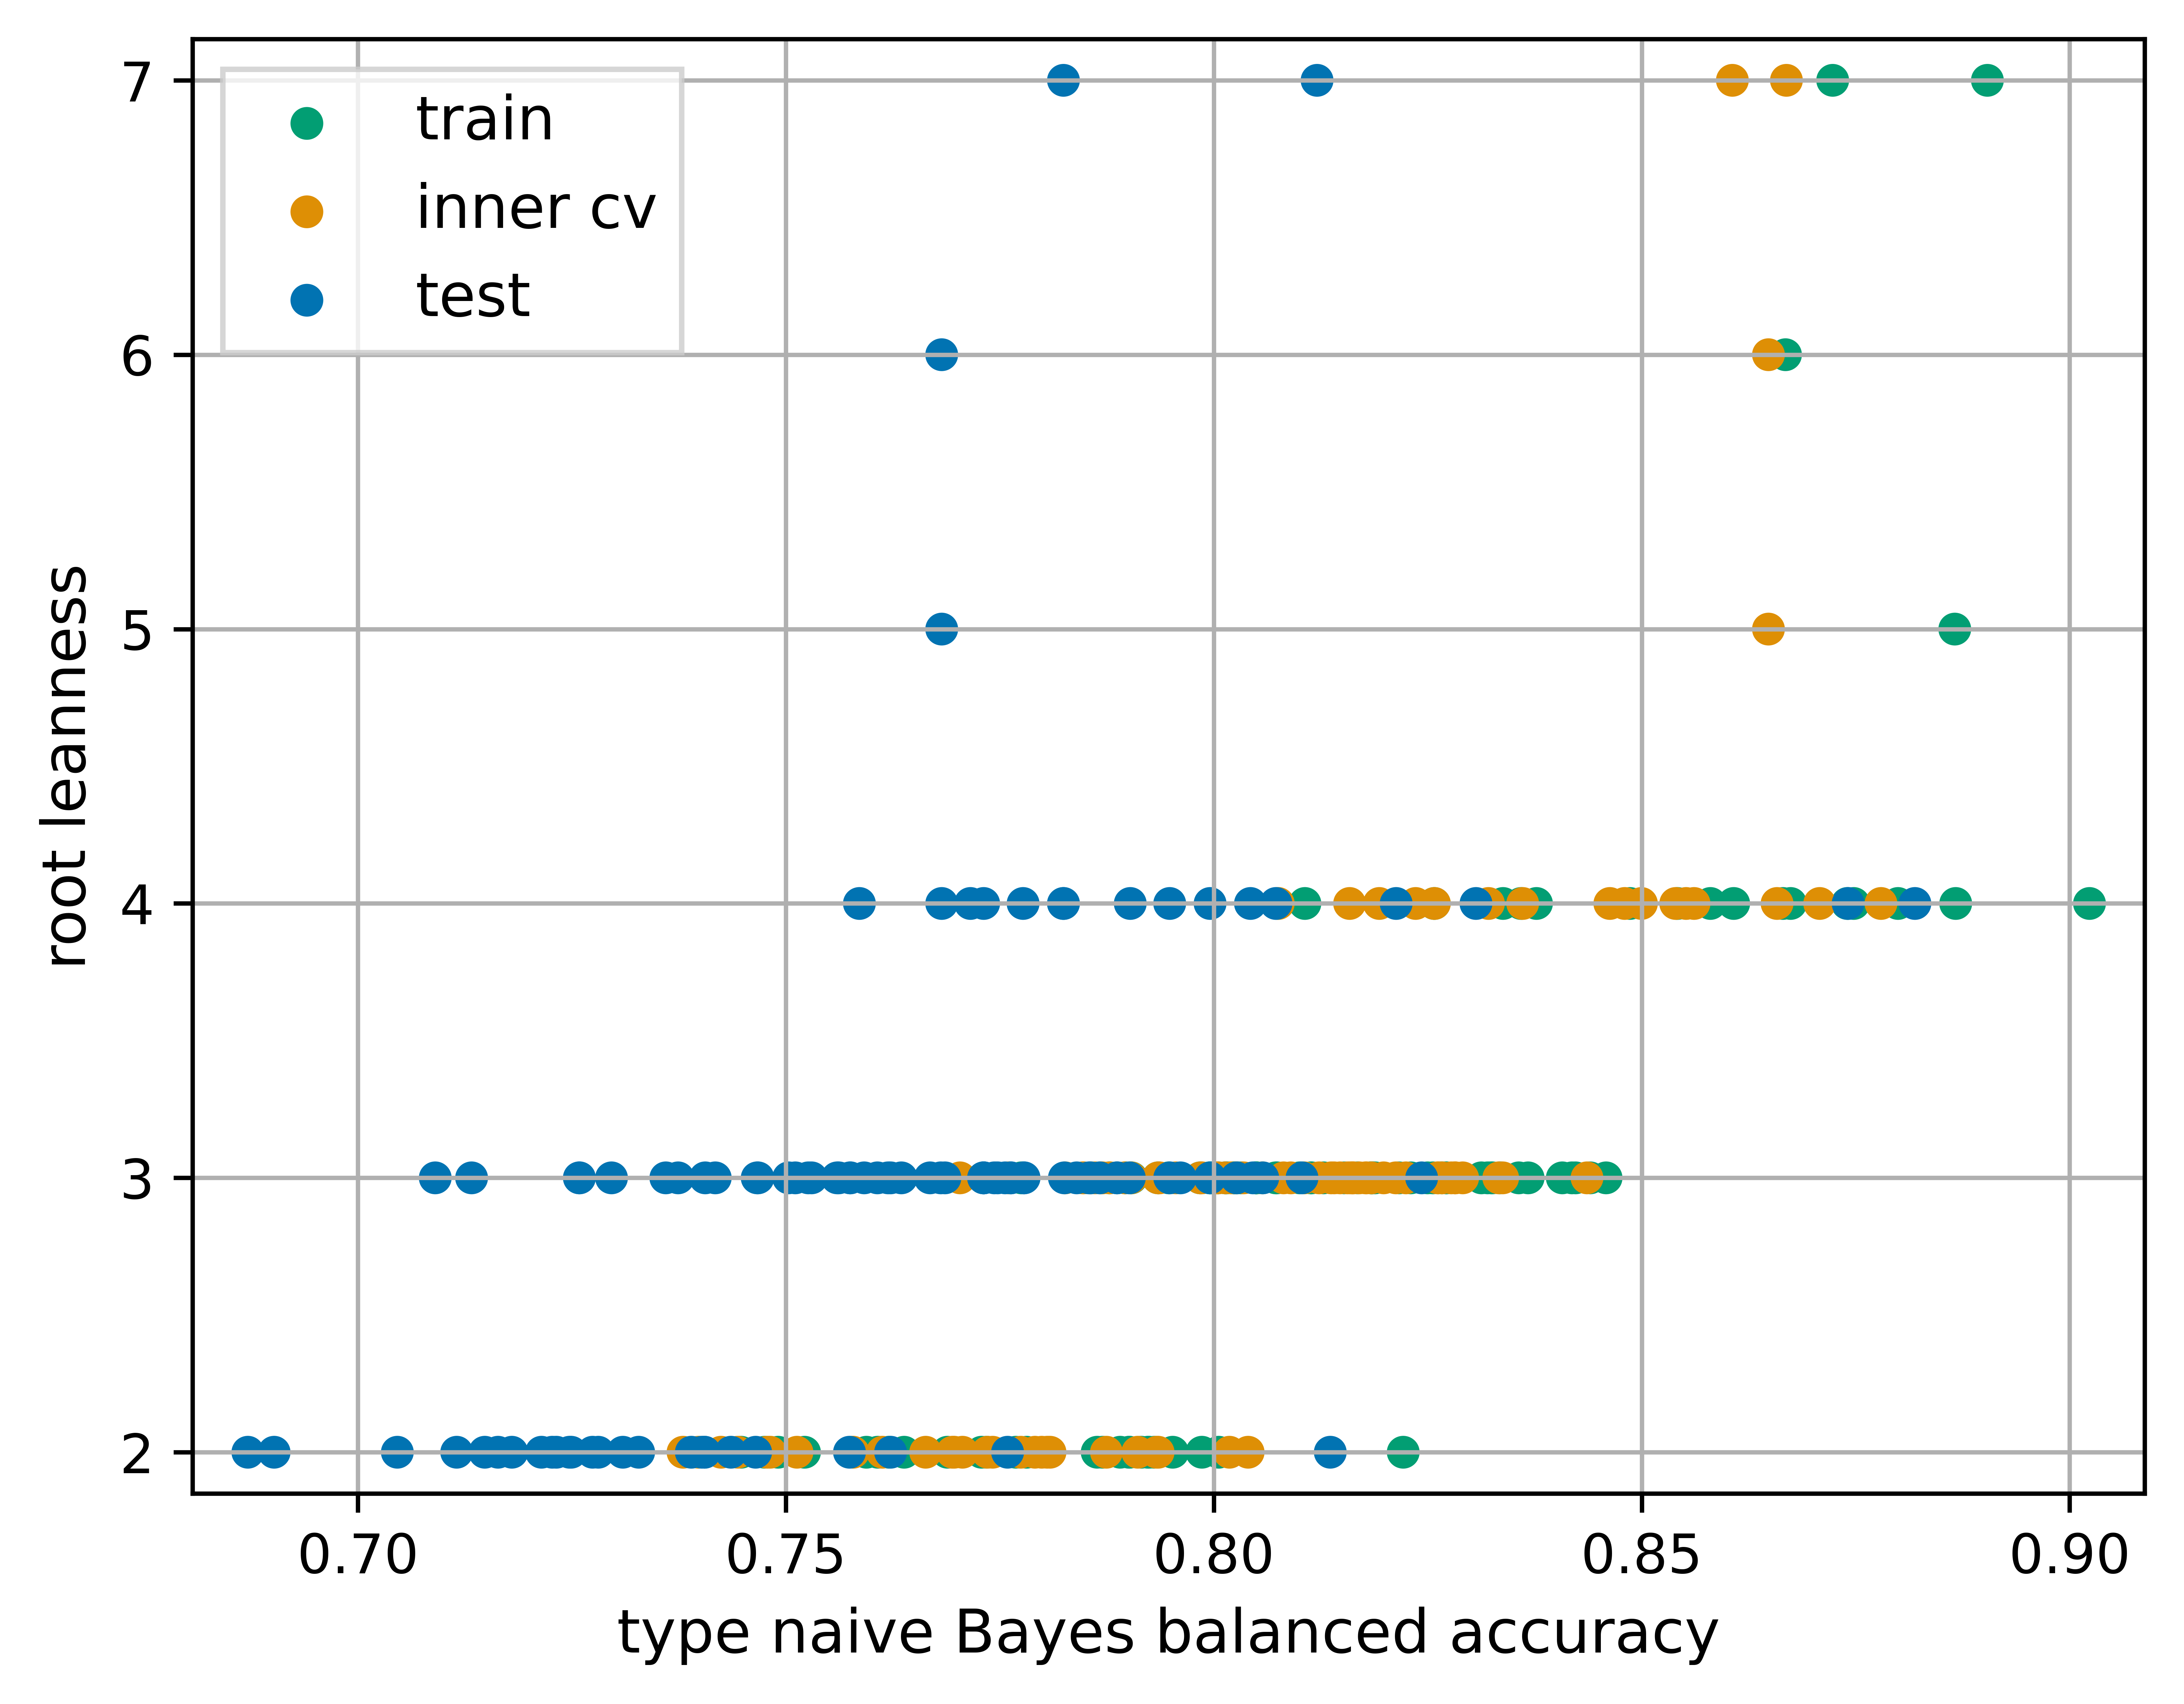 7
6
5
4
3
2
root leanness
train
inner cv
test
0.70
0.75
0.80
0.85
0.90
type naive Bayes balanced accuracy